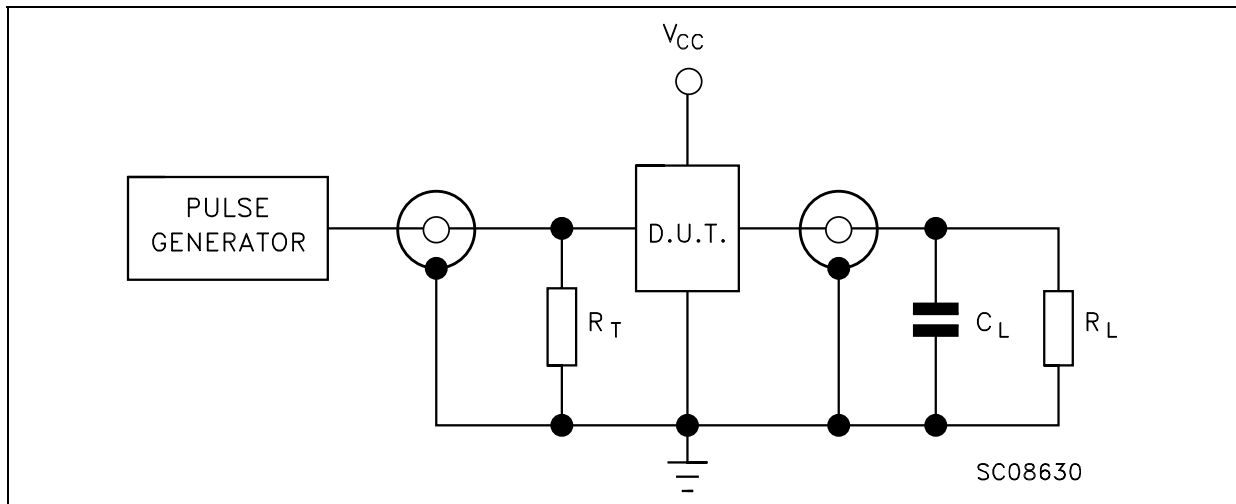 VCC
PULSE
GENERATOR
D.U.T.
RT
CL
RL
SC08630